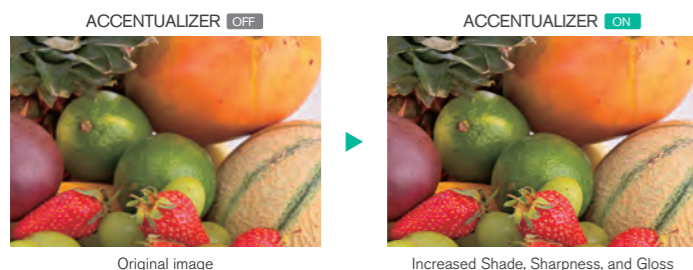 ACCENTUALIZER OFF
ACCENTUALIZER ON
Original image
Increased Shade, Sharpness, and Gloss